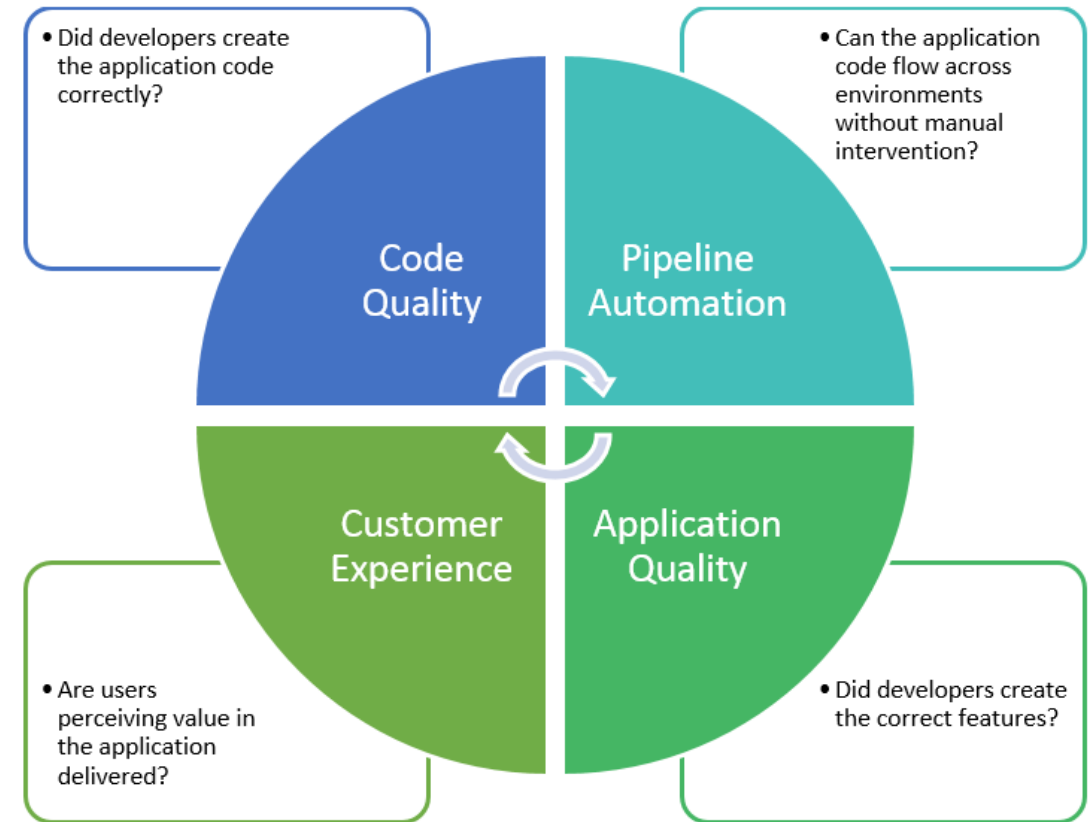 • Did developers create
the application code
correctly?
• Can the application
code flow across
environments
without manual
intervention?
Code
Quality
Pipeline
Automation
Customer
Experience
Application
Quality
• Are users
perceiving value in
the application
delivered?
• Did developers create
the correct features?